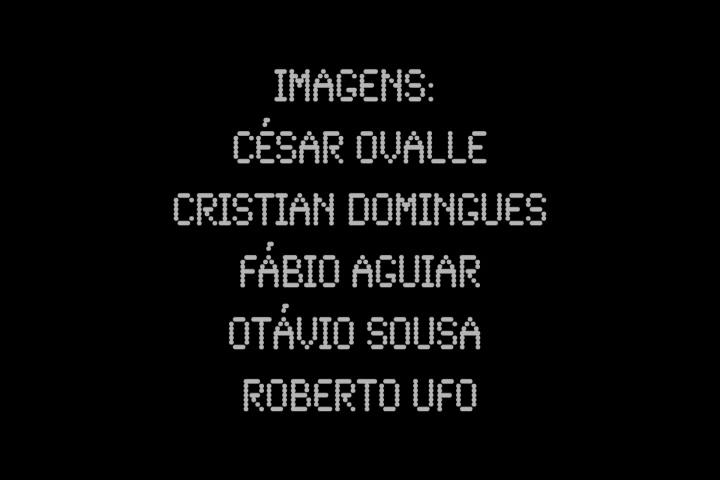 IMAGENS:
CÉSAR OVALLE
CRISTIAN DOMINGUES
FÁBIO AGUIAR
OTÁVIO SOUSA
ROBERTO UFO